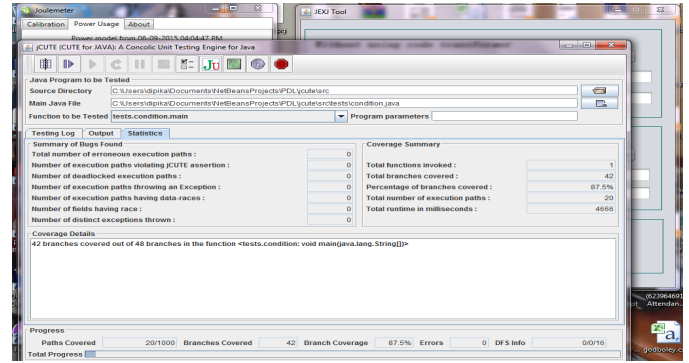 Joulemeter
JEXJ Tool
Calibration Power Usage About
Power model from 06-09-2015 04:04:47 PM
jCUTE (CUTE for JAVA): A Concolic Unit Testing Engine for Java
Without using code transformer
Java Program to be Tested
Source Directory C:\Users\dipika\Documents\NetBeansProjects\PDL\jcute\src
Main Java File C:\Users\dipika\Documents\NetBeansProjects\PDL\jcute\src\tests\condition.java
Function to be Tested tests.condition.main Program parameters
Testing Log Output Statistics
Summary of Bugs Found
Total number of erroneous execution paths : 0
Number of execution paths violating jCUTE assertion : 0
Number of deadlocked execution paths : 0
Number of execution paths throwing an Exception : 0
Number of execution paths having data-races : 0
Number of fields having race : 0
Number of distinct exceptions thrown : 0
Coverage Summary
Total functions invoked : 1
Total branches covered : 42
Percentage of branches covered : 87.5%
Total number of execution paths : 20
Total runtime in milliseconds : 4566
Coverage Details
42 branches covered out of 48 branches in the function <tests.condition: void main(java.lang.String[])>
Progress
Paths Covered 20/1000 Branches Covered 42 Branch Coverage 87.5% Errors 0 DFS Info 0/0/16
Total Progress
(623964691
Attendan...
godboley.c